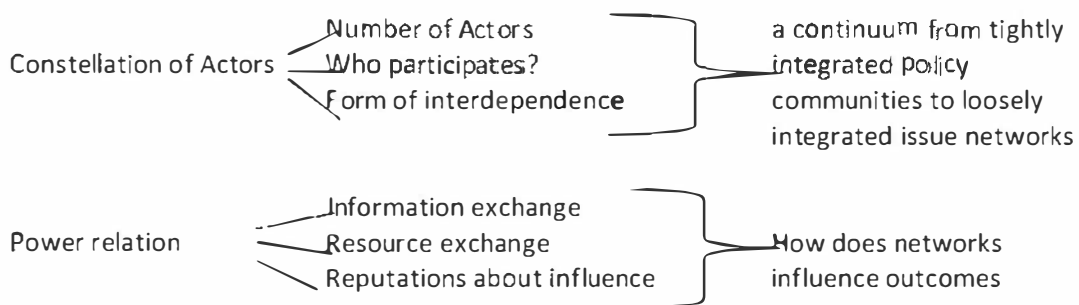 Number of Actors
Constellation of Actors
Who participates?
Form of interdependence
a continuum from tightly
integrated policy
communities to loosely
integrated issue networks
Information exchange
Power relation
Resource exchange
Reputations about influence
How does networks
influence outcomes